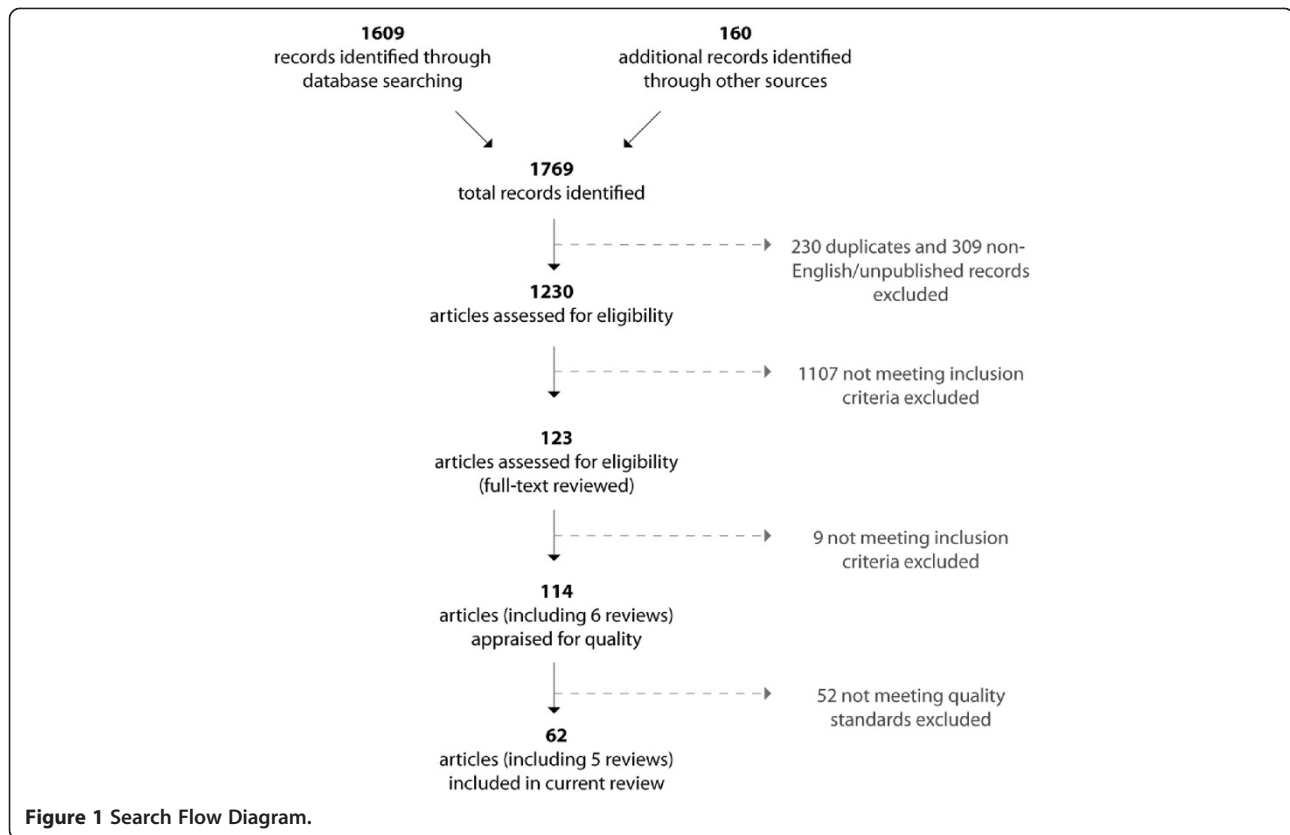 1609
records identified through
database searching
160
additional records identified
through other sources
1769
total records identified
230 duplicates and 309 non-
English/unpublished records
excluded
1230
articles assessed for eligibility
1107 not meeting inclusion
criteria excluded
123
articles assessed for eligibility
(full-text reviewed)
9 not meeting inclusion
criteria excluded
114
articles (including 6 reviews)
appraised for quality
52 not meeting quality
standards excluded
62
articles (including 5 reviews)
included in current review
Figure 1 Search Flow Diagram.